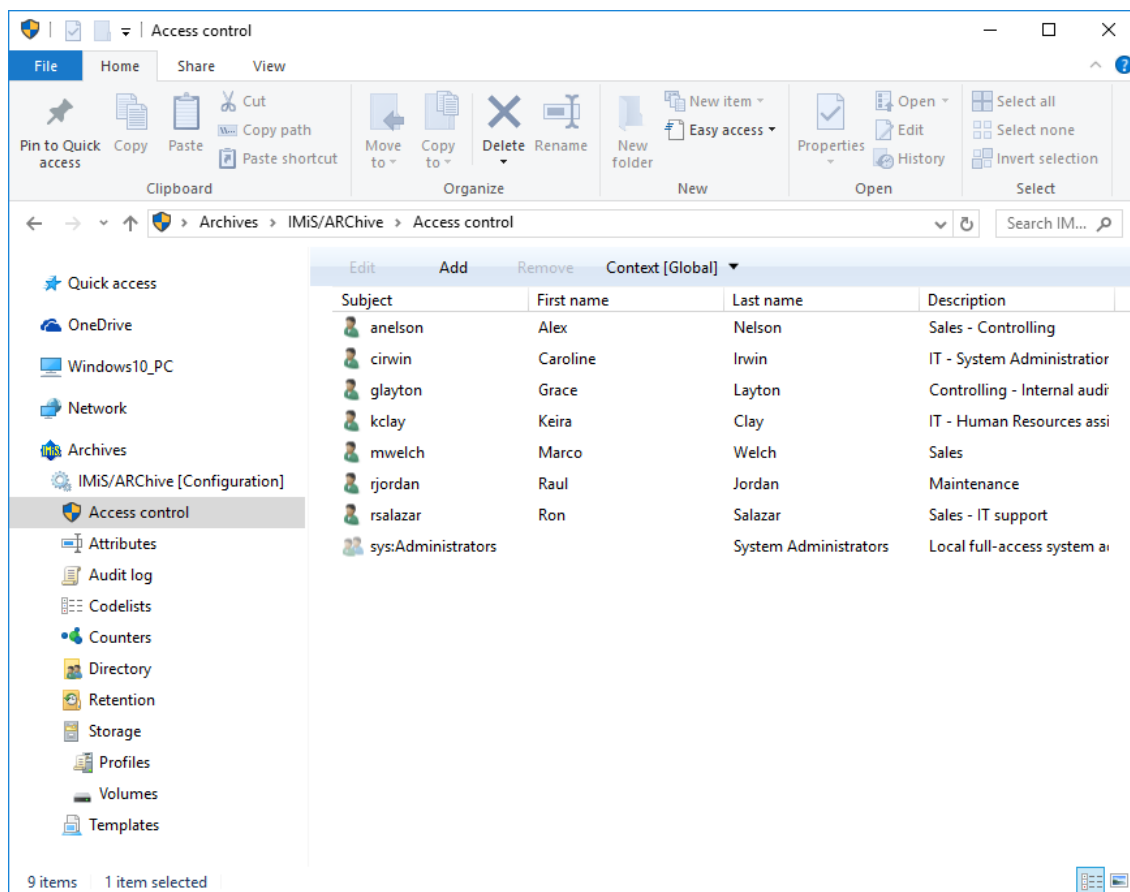 Access control
File Home Share View
Pin to Quick access Copy Paste Cut Copy path Paste shortcut
Clipboard
Move to Copy to Delete Rename
Organize
New folder New item Easy access
New
Properties Open Edit History
Open
Select all Select none Invert selection
Select
Archives > IMiS/ARChive > Access control Search IM...
Quick access
OneDrive
Windows10_PC
Network
Archives
IMiS/ARChive [Configuration]
Access control
Attributes
Audit log
Codelists
Counters
Directory
Retention
Storage
Profiles
Volumes
Templates
Edit Add Remove Context [Global]
Subject First name Last name Description
anelson Alex Nelson Sales - Controlling
cirwin Caroline Irwin IT - System Administratior
glayton Grace Layton Controlling - Internal audi
kclay Keira Clay IT - Human Resources assi
mwelch Marco Welch Sales
rjordan Raul Jordan Maintenance
rsalazar Ron Salazar Sales - IT support
sys:Administrators System Administrators Local full-access system a
9 items 1 item selected